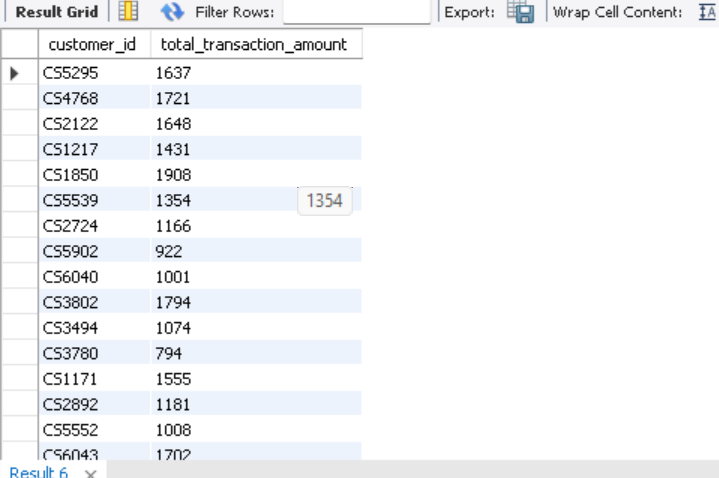 Result Grid Filter Rows: Export: Wrap Cell Content: IA
customer_id total_transaction_amount
CS5295 1637
CS4768 1721
CS2122 1648
CS1217 1431
CS1850 1908
CS5539 1354 1354
CS2724 1166
CS5902 922
CS6040 1001
CS3802 1794
CS3494 1074
CS3780 794
CS1171 1555
CS2892 1181
CS5552 1008
CS6043 1702
Result 6 ×